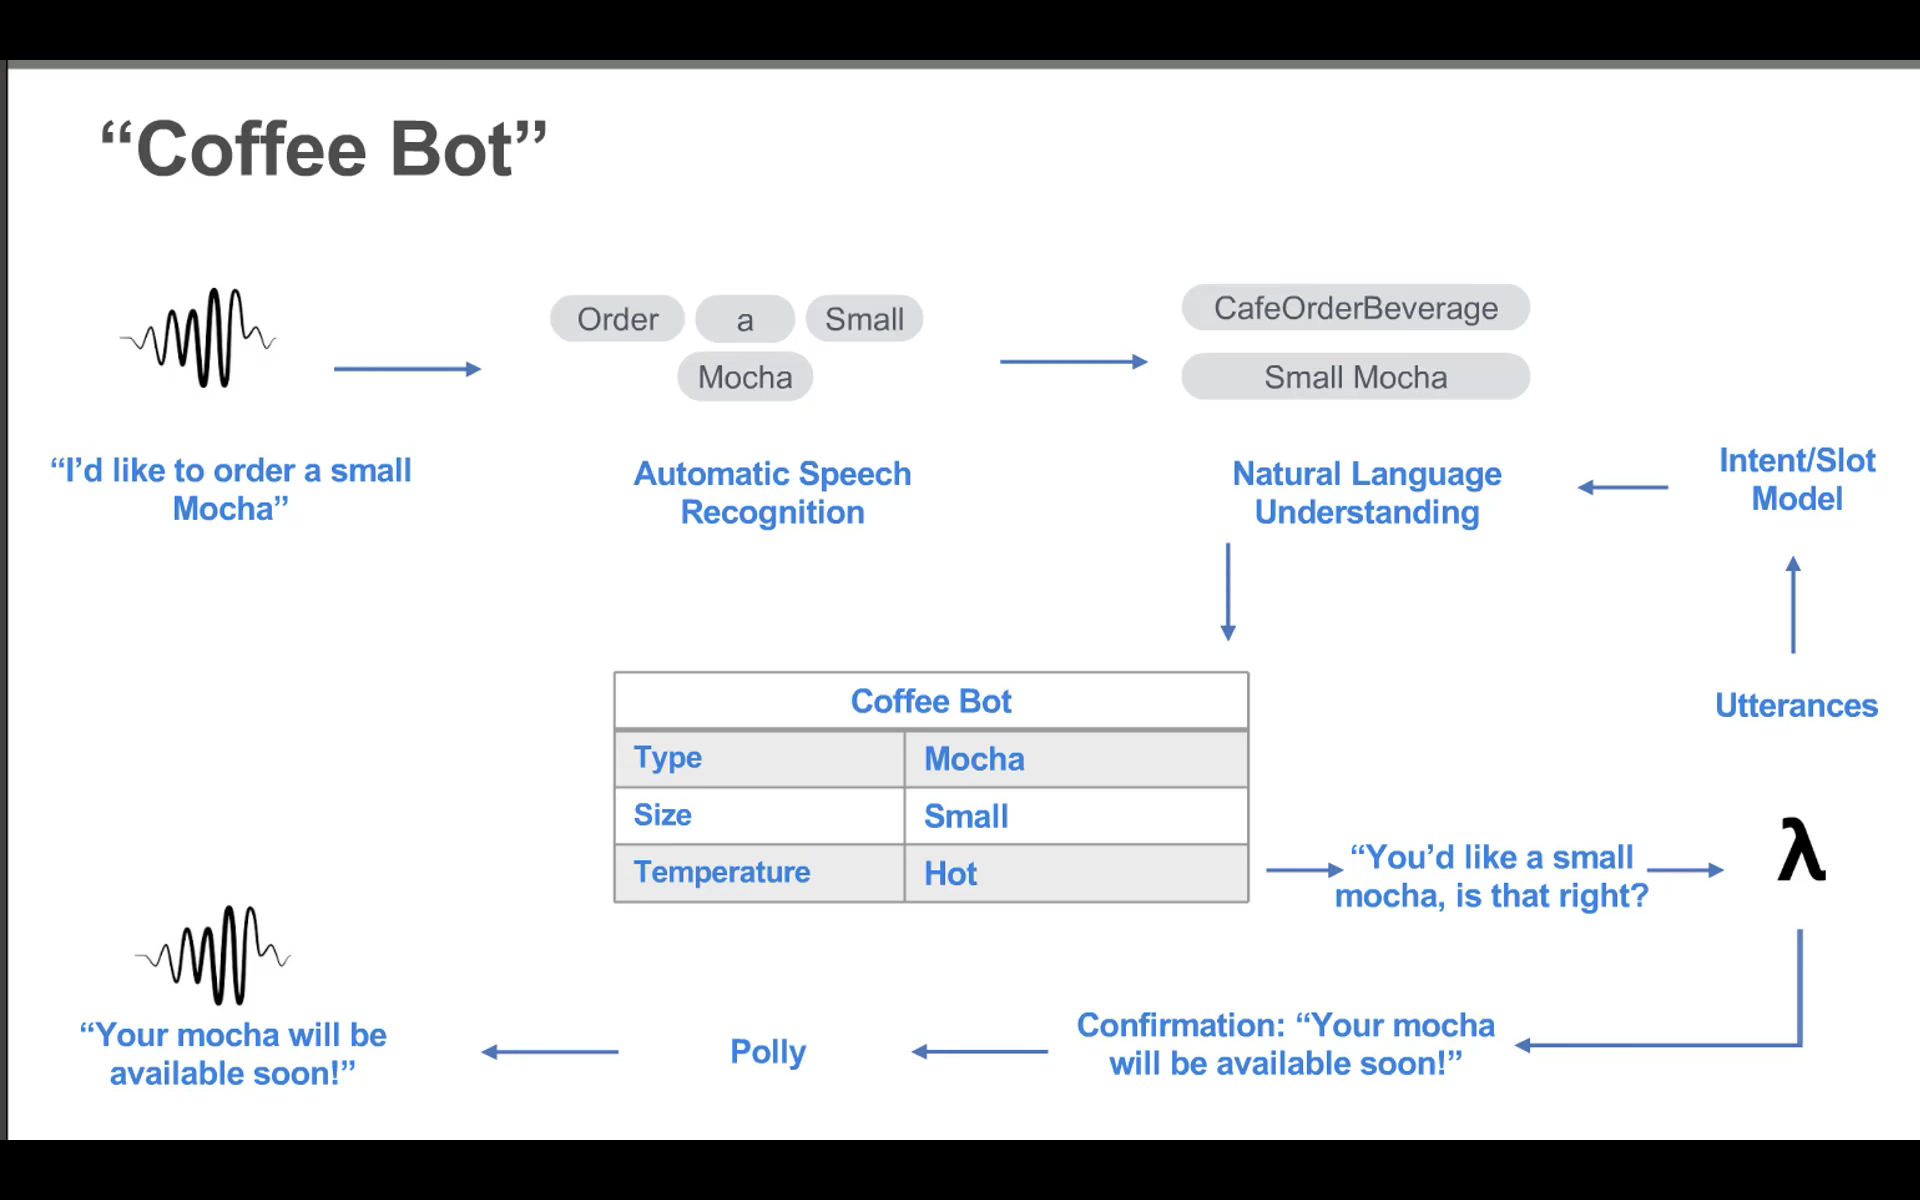 “Coffee Bot”
Order a Small
Mocha
CafeOrderBeverage
Small Mocha
“I’d like to order a small
Mocha”
Automatic Speech
Recognition
Natural Language
Understanding
Intent/Slot
Model
Utterances
Coffee Bot
Type Mocha
Size Small
Temperature Hot
“You’d like a small
mocha, is that right?
λ
Confirmation: “Your mocha
will be available soon!”
Polly
“Your mocha will be
available soon!”